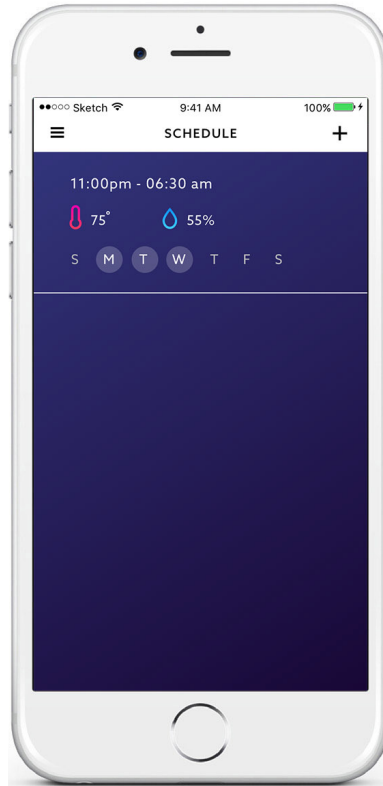 Sketch 9:41 AM 100%
SCHEDULE
11:00pm - 06:30 am
75° 55%
S M T W T F S